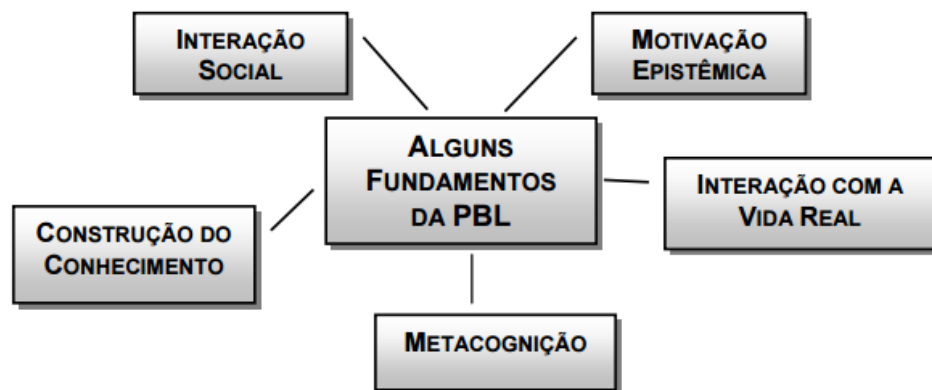 INTERAÇÃO
SOCIAL
MOTIVAÇÃO
EPISTÊMICA
ALGUNS
FUNDAMENTOS
DA PBL
INTERAÇÃO COM A
VIDA REAL
CONSTRUÇÃO DO
CONHECIMENTO
METACOGNIÇÃO